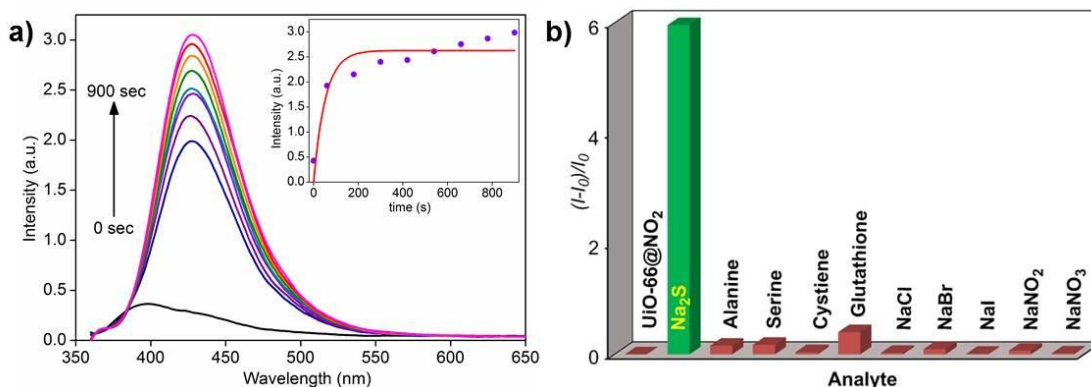 a)
900 sec
0 sec
Intensity (a.u.)
3.0
2.5
2.0
1.5
1.0
0.5
0.0
350
400
450
500
550
600
650
Wavelength (nm)
Intensity (a.u.)
3.0
2.5
2.0
1.5
1.0
0.5
0.0
0
200
400
600
800
time (s)
b)
(I-I₀)/I₀
6
4
2
0
UiO-66@NO₂
Na₂S
Alanine
Serine
Cystiene
Glutathione
NaCl
NaBr
NaI
NaNO₂
NaNO₃
Analyte